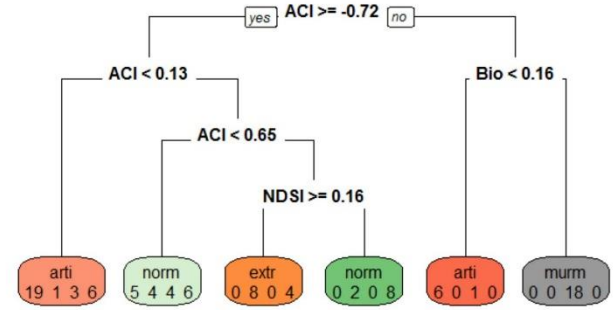 yes ACI >= -0.72 no
ACI < 0.13 Bio < 0.16
ACI < 0.65
NDSI >= 0.16
arti norm extr norm arti murm
19 1 3 6 5 4 4 6 0 8 0 4 0 2 0 8 6 0 1 0 0 0 18 0